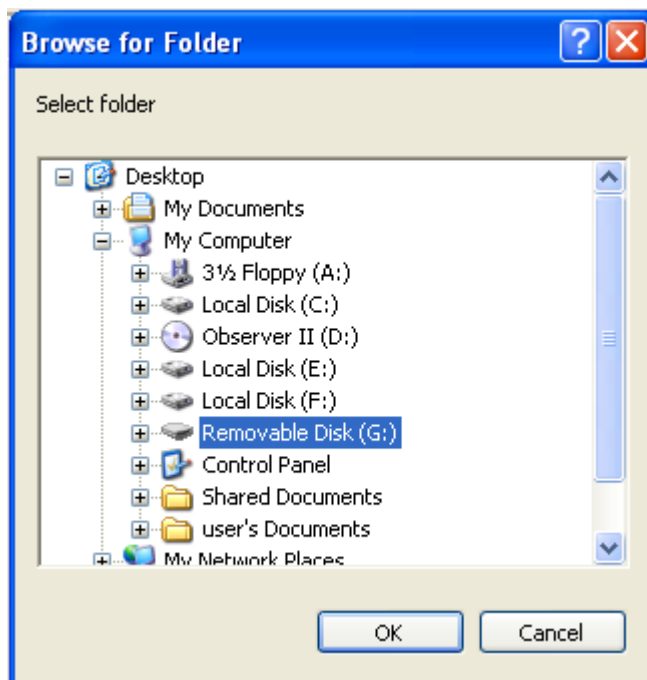 Browse for Folder
Select folder
Desktop
My Documents
My Computer
3½ Floppy (A:)
Local Disk (C:)
Observer II (D:)
Local Disk (E:)
Local Disk (F:)
Removable Disk (G:)
Control Panel
Shared Documents
user's Documents
My Network Places
OK Cancel